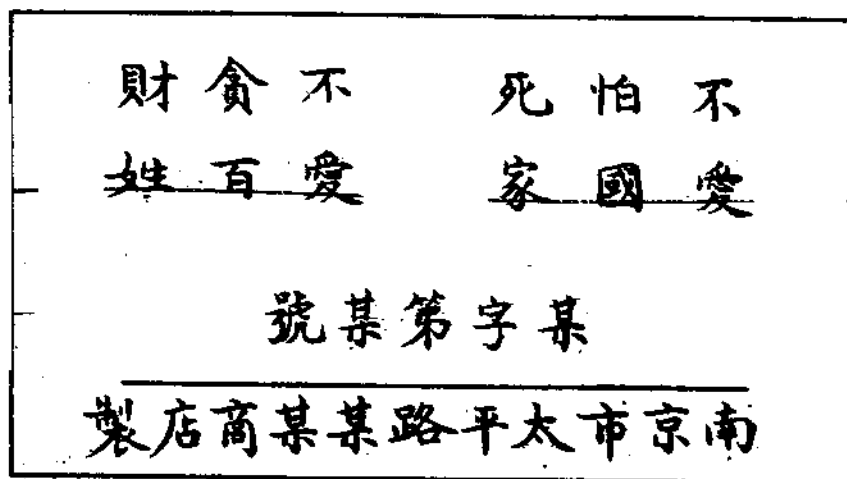 不怕死　不貪財
愛國家　愛百姓
某字第某號
南京市太平路某某商店製